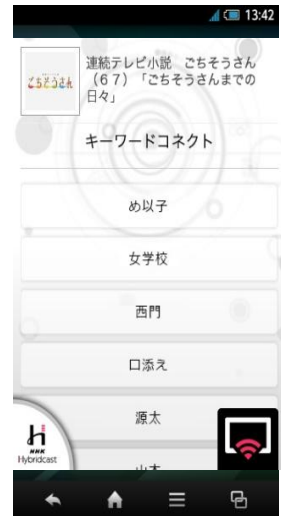 13:42
ごちそうさん
連続テレビ小説 ごちそうさん
（６７）「ごちそうさんまでの
日々」
キーワードコネクト
め以子
女学校
西門
口添え
源太
NHK
Hybridcast